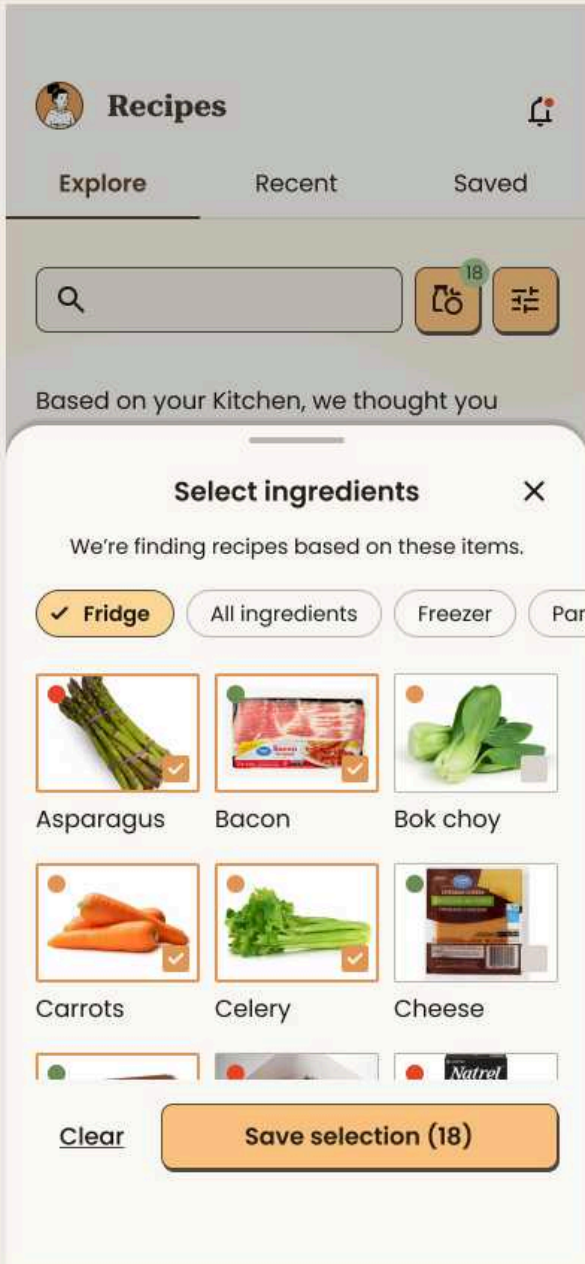 Recipes
Explore Recent Saved
18
Based on your Kitchen, we thought you
Select ingredients
We're finding recipes based on these items.
Fridge All ingredients Freezer Par
Bacon
Asparagus Bacon Bok choy
Carrots Celery Cheese
Natrel
Clear Save selection (18)